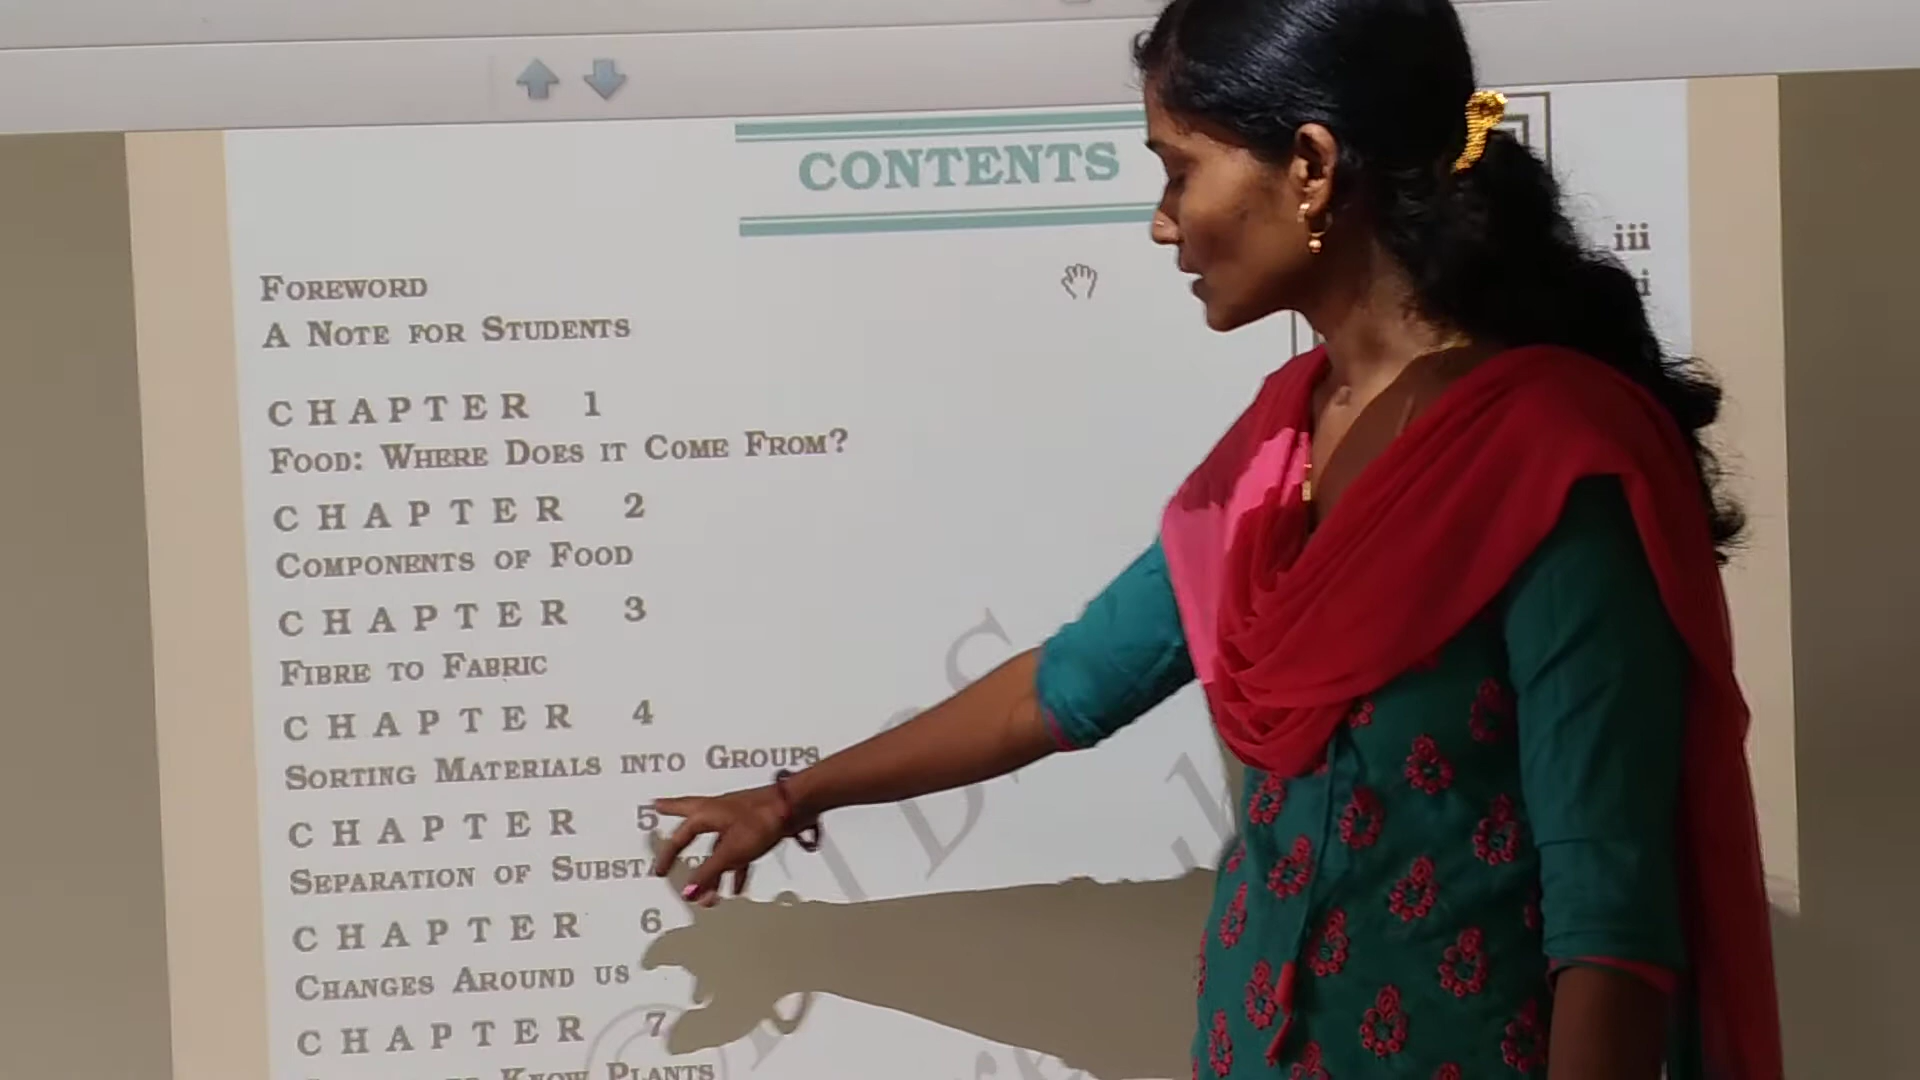 CONTENTS
FOREWORD iii
A NOTE FOR STUDENTS
CHAPTER 1
FOOD: WHERE DOES IT COME FROM?
CHAPTER 2
COMPONENTS OF FOOD
CHAPTER 3
FIBRE TO FABRIC
CHAPTER 4
SORTING MATERIALS INTO GROUPS
CHAPTER 5
SEPARATION OF
CHAPTER 6
CHANGES AROUND US
CHAPTER 7
KNOW PLANTS